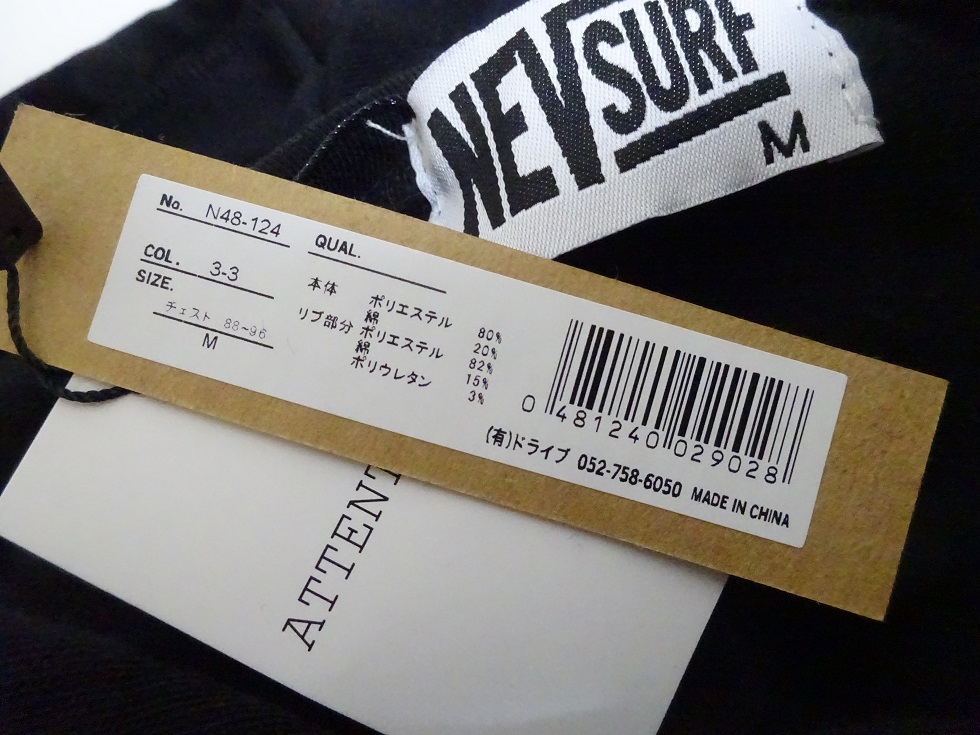 NEVSURF
M
No. N48-124
COL. 3-3
SIZE.
チェスト 88~96
M
QUAL.
本体 ポリエステル 80%
綿 20%
リブ部分 ポリエステル 82%
綿 15%
ポリウレタン 3%
0 481240 029028
(有)ドライブ 052-758-6050 MADE IN CHINA
ATTENT